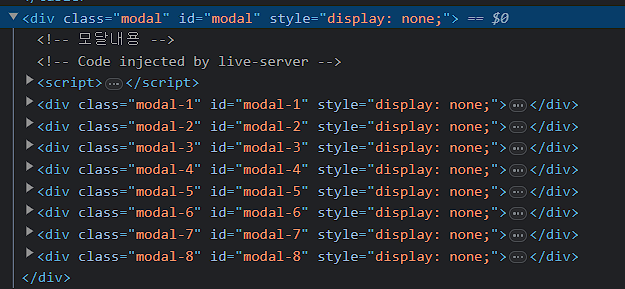 <div class="modal" id="modal" style="display: none;"> == $0
<!-- 모달내용 -->
<!-- Code injected by live-server -->
<script>…</script>
<div class="modal-1" id="modal-1" style="display: none;">…</div>
<div class="modal-2" id="modal-2" style="display: none;">…</div>
<div class="modal-3" id="modal-3" style="display: none;">…</div>
<div class="modal-4" id="modal-4" style="display: none;">…</div>
<div class="modal-5" id="modal-5" style="display: none;">…</div>
<div class="modal-6" id="modal-6" style="display: none;">…</div>
<div class="modal-7" id="modal-7" style="display: none;">…</div>
<div class="modal-8" id="modal-8" style="display: none;">…</div>
</div>